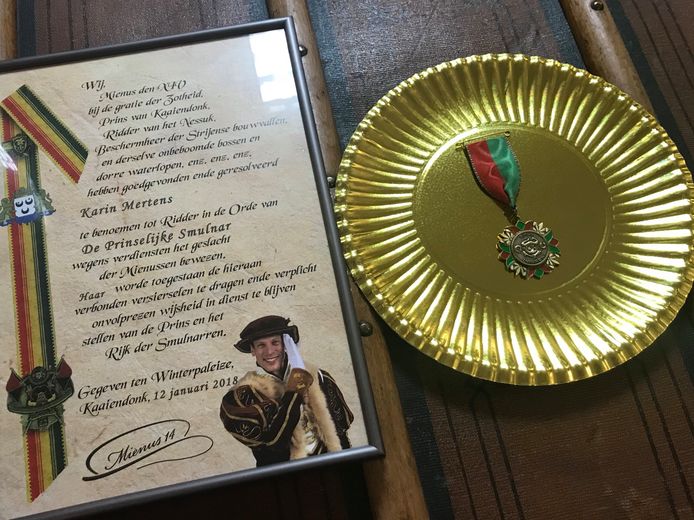 Wij,
Mienus den XIV
bij de gratie der Zotheid,
Prins van Kaaiendonk,
Ridder van het Nessuk,
Beschermheer der Strijense bouwvallen,
en derselve onbeboomde bossen en
dorre waterlopen, enz, enz, enz,
hebben goedgevonden ende geresolveerd
Karin Mertens
te benoemen tot Ridder in de Orde van
De Prinselijke Smulnar
wegens verdiensten het geslacht
der Mienussen bewezen.
Haar worde toegestaan de hieraan
verbonden versierselen te dragen ende verplicht
onvolprezen wijsheid in dienst te blijven
stellen van de Prins en het
Rijk der Smulnarren.
Gegeven ten Winterpaleize,
Kaaiendonk, 12 januari 2018
Mienus 14